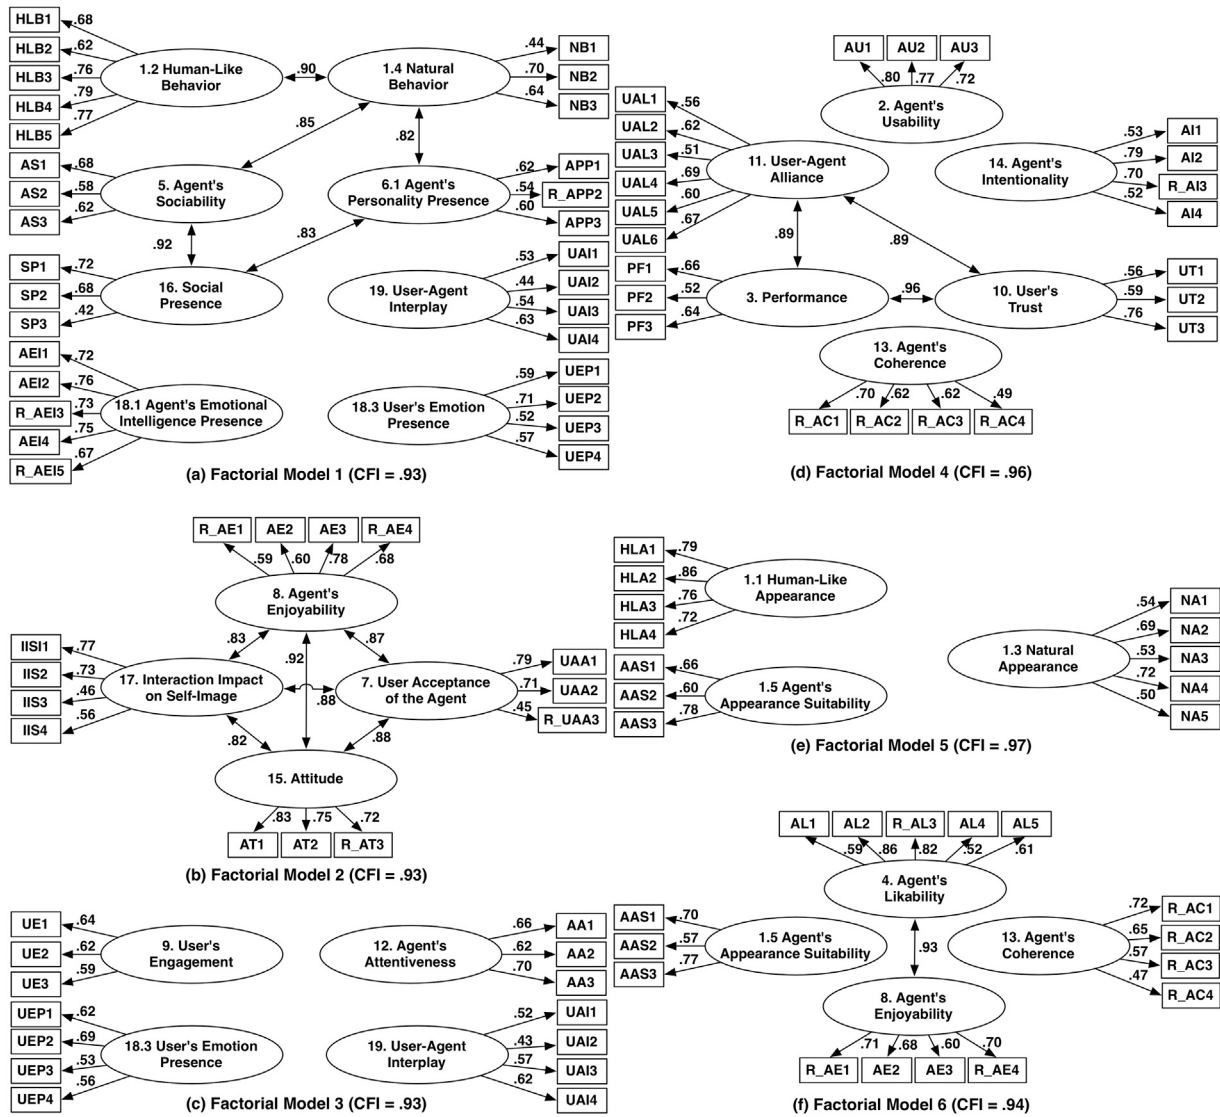 HLB1
HLB2
HLB3
HLB4
HLB5
.68
.62
.76
.79
.77
1.2 Human-Like
Behavior
.90
1.4 Natural
Behavior
.44
.70
.64
NB1
NB2
NB3
.85
.82
AS1
AS2
AS3
.68
.58
.62
5. Agent's
Sociability
6.1 Agent's
Personality Presence
.62
.54
.60
APP1
R_APP2
APP3
.92
.83
SP1
SP2
SP3
.72
.68
.42
16. Social
Presence
19. User-Agent
Interplay
.53
.44
.54
.63
UAI1
UAI2
UAI3
UAI4
AEI1
AEI2
R_AEI3
AEI4
R_AEI5
.72
.76
.73
.75
.67
18.1 Agent's Emotional
Intelligence Presence
18.3 User's Emotion
Presence
.59
.71
.52
.57
UEP1
UEP2
UEP3
UEP4
(a) Factorial Model 1 (CFI = .93)
R_AE1
AE2
AE3
R_AE4
.59
.60
.78
.68
8. Agent's
Enjoyability
.83
.92
.87
IISI1
IIS2
IIS3
IIS4
.77
.73
.46
.56
17. Interaction Impact
on Self-Image
.88
7. User Acceptance
of the Agent
.79
.71
.45
UAA1
UAA2
R_UAA3
.82
.88
15. Attitude
.83
.75
.72
AT1
AT2
R_AT3
(b) Factorial Model 2 (CFI = .93)
UE1
UE2
UE3
.64
.62
.59
9. User's
Engagement
12. Agent's
Attentiveness
.66
.62
.70
AA1
AA2
AA3
UEP1
UEP2
UEP3
UEP4
.62
.69
.53
.56
18.3 User's Emotion
Presence
19. User-Agent
Interplay
.52
.43
.57
.62
UAI1
UAI2
UAI3
UAI4
(c) Factorial Model 3 (CFI = .93)
AU1
AU2
AU3
.80
.77
.72
2. Agent's
Usability
UAL1
UAL2
UAL3
UAL4
UAL5
UAL6
.56
.62
.51
.69
.60
.67
11. User-Agent
Alliance
14. Agent's
Intentionality
.53
.79
.70
.52
AI1
AI2
R_AI3
AI4
.89
.89
PF1
PF2
PF3
.66
.52
.64
3. Performance
.96
10. User's
Trust
.56
.59
.76
UT1
UT2
UT3
13. Agent's
Coherence
.70
.62
.62
.49
R_AC1
R_AC2
R_AC3
R_AC4
(d) Factorial Model 4 (CFI = .96)
HLA1
HLA2
HLA3
HLA4
.79
.86
.76
.72
1.1 Human-Like
Appearance
1.3 Natural
Appearance
.54
.69
.53
.72
.50
NA1
NA2
NA3
NA4
NA5
AAS1
AAS2
AAS3
.66
.60
.78
1.5 Agent's
Appearance Suitability
(e) Factorial Model 5 (CFI = .97)
AL1
AL2
R_AL3
AL4
AL5
.59
.86
.82
.52
.61
4. Agent's
Likability
AAS1
AAS2
AAS3
.70
.57
.77
1.5 Agent's
Appearance Suitability
.93
13. Agent's
Coherence
.72
.65
.57
.47
R_AC1
R_AC2
R_AC3
R_AC4
8. Agent's
Enjoyability
.71
.68
.60
.70
R_AE1
AE2
AE3
R_AE4
(f) Factorial Model 6 (CFI = .94)